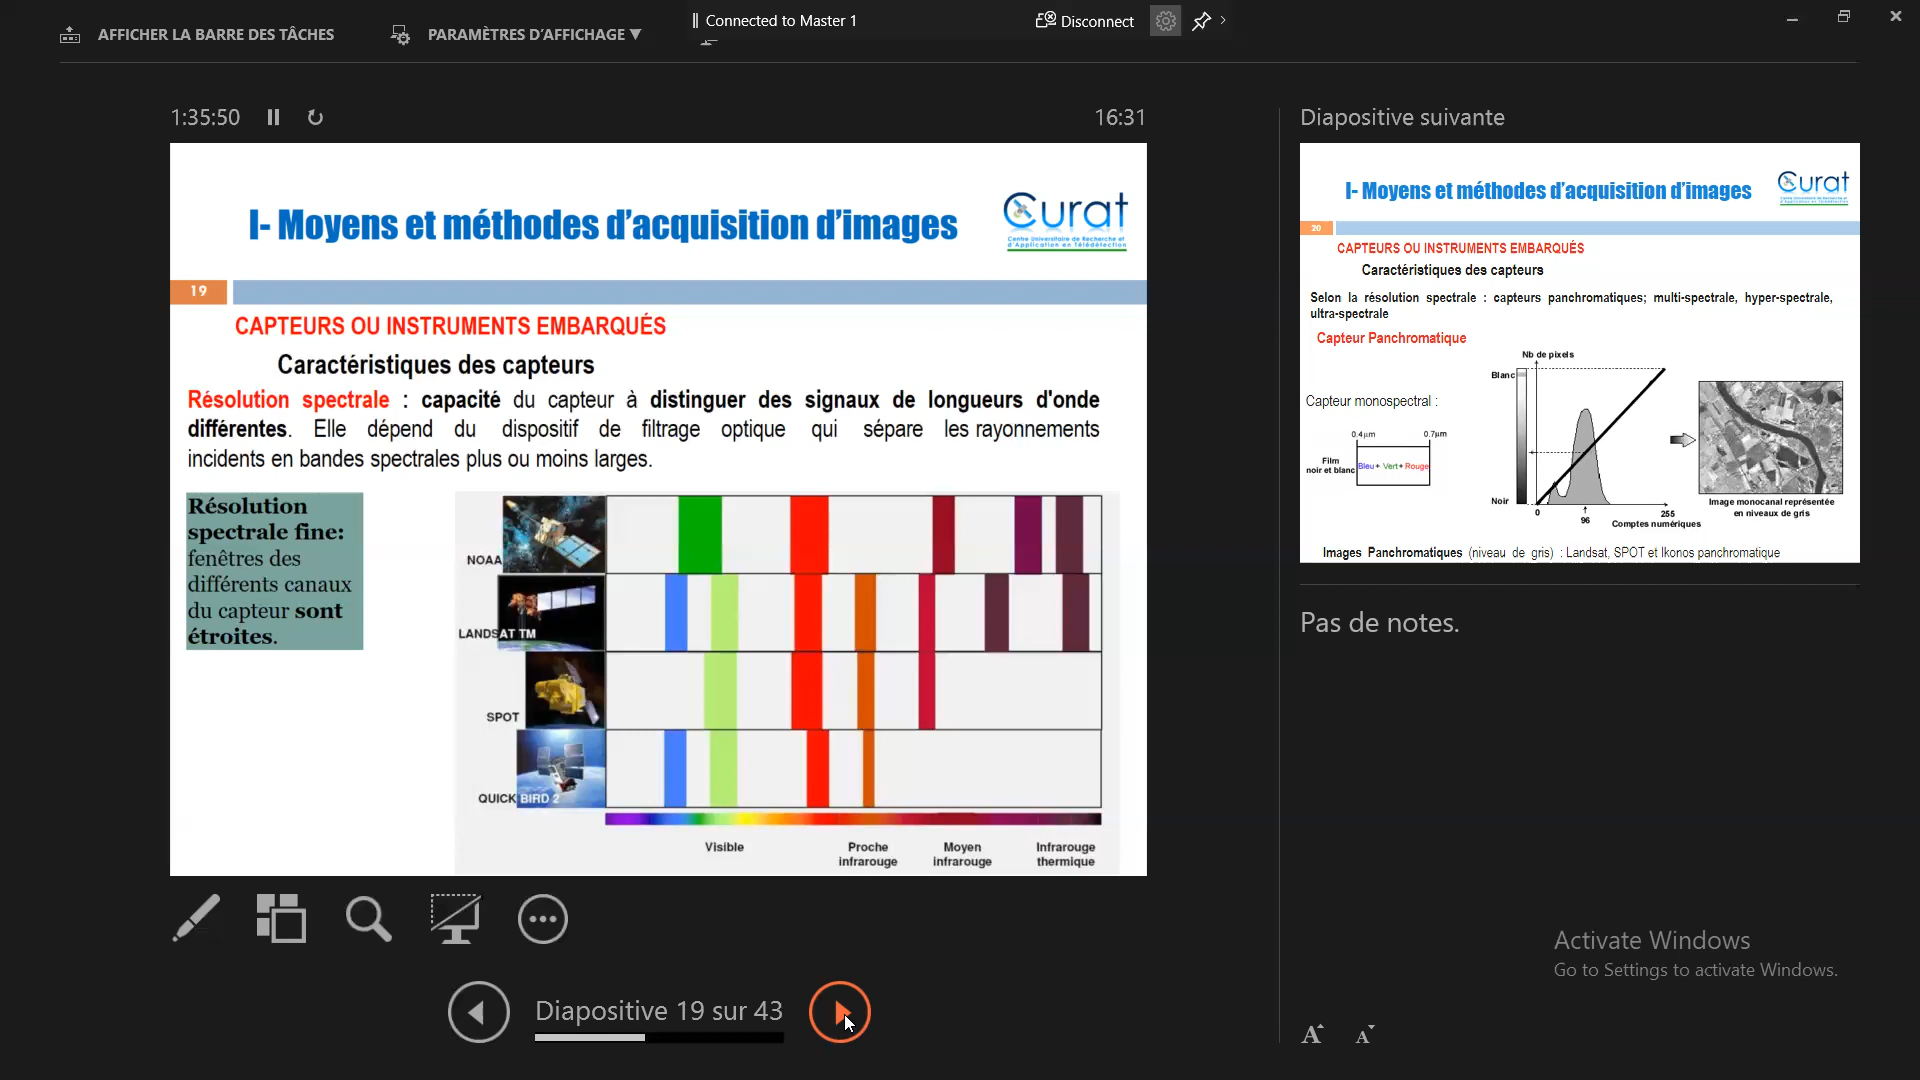 Connected to Master 1
Disconnect
AFFICHER LA BARRE DES TÂCHES
PARAMÈTRES D'AFFICHAGE ▼
1:35:50
16:31
I- Moyens et méthodes d'acquisition d'images
Curat
Centre Universitaire de Recherche et
d'Application en Télédétection
19
CAPTEURS OU INSTRUMENTS EMBARQUÉS
Caractéristiques des capteurs
Résolution spectrale : capacité du capteur à distinguer des signaux de longueurs d'onde
différentes. Elle dépend du dispositif de filtrage optique qui sépare les rayonnements
incidents en bandes spectrales plus ou moins larges.
Résolution
spectrale fine:
fenêtres des
différents canaux
du capteur sont
étroites.
NOAA
LANDSAT TM
SPOT
QUICK BIRD 2
Visible
Proche
infrarouge
Moyen
infrarouge
Infrarouge
thermique
Diapositive 19 sur 43
Diapositive suivante
I- Moyens et méthodes d'acquisition d'images
Curat
20
CAPTEURS OU INSTRUMENTS EMBARQUÉS
Caractéristiques des capteurs
Selon la résolution spectrale : capteurs panchromatiques; multi-spectrale, hyper-spectrale,
ultra-spectrale
Capteur Panchromatique
Nb de pixels
Blanc
Capteur monospectral :
0.4µm 0.7µm
Film
noir et blanc
Bleu + Vert + Rouge
Noir
0
96
255
Comptes numériques
Image monocanal représentée
en niveaux de gris
Images Panchromatiques (niveau de gris) : Landsat, SPOT et Ikonos panchromatique
Pas de notes.
Activate Windows
Go to Settings to activate Windows.
A A